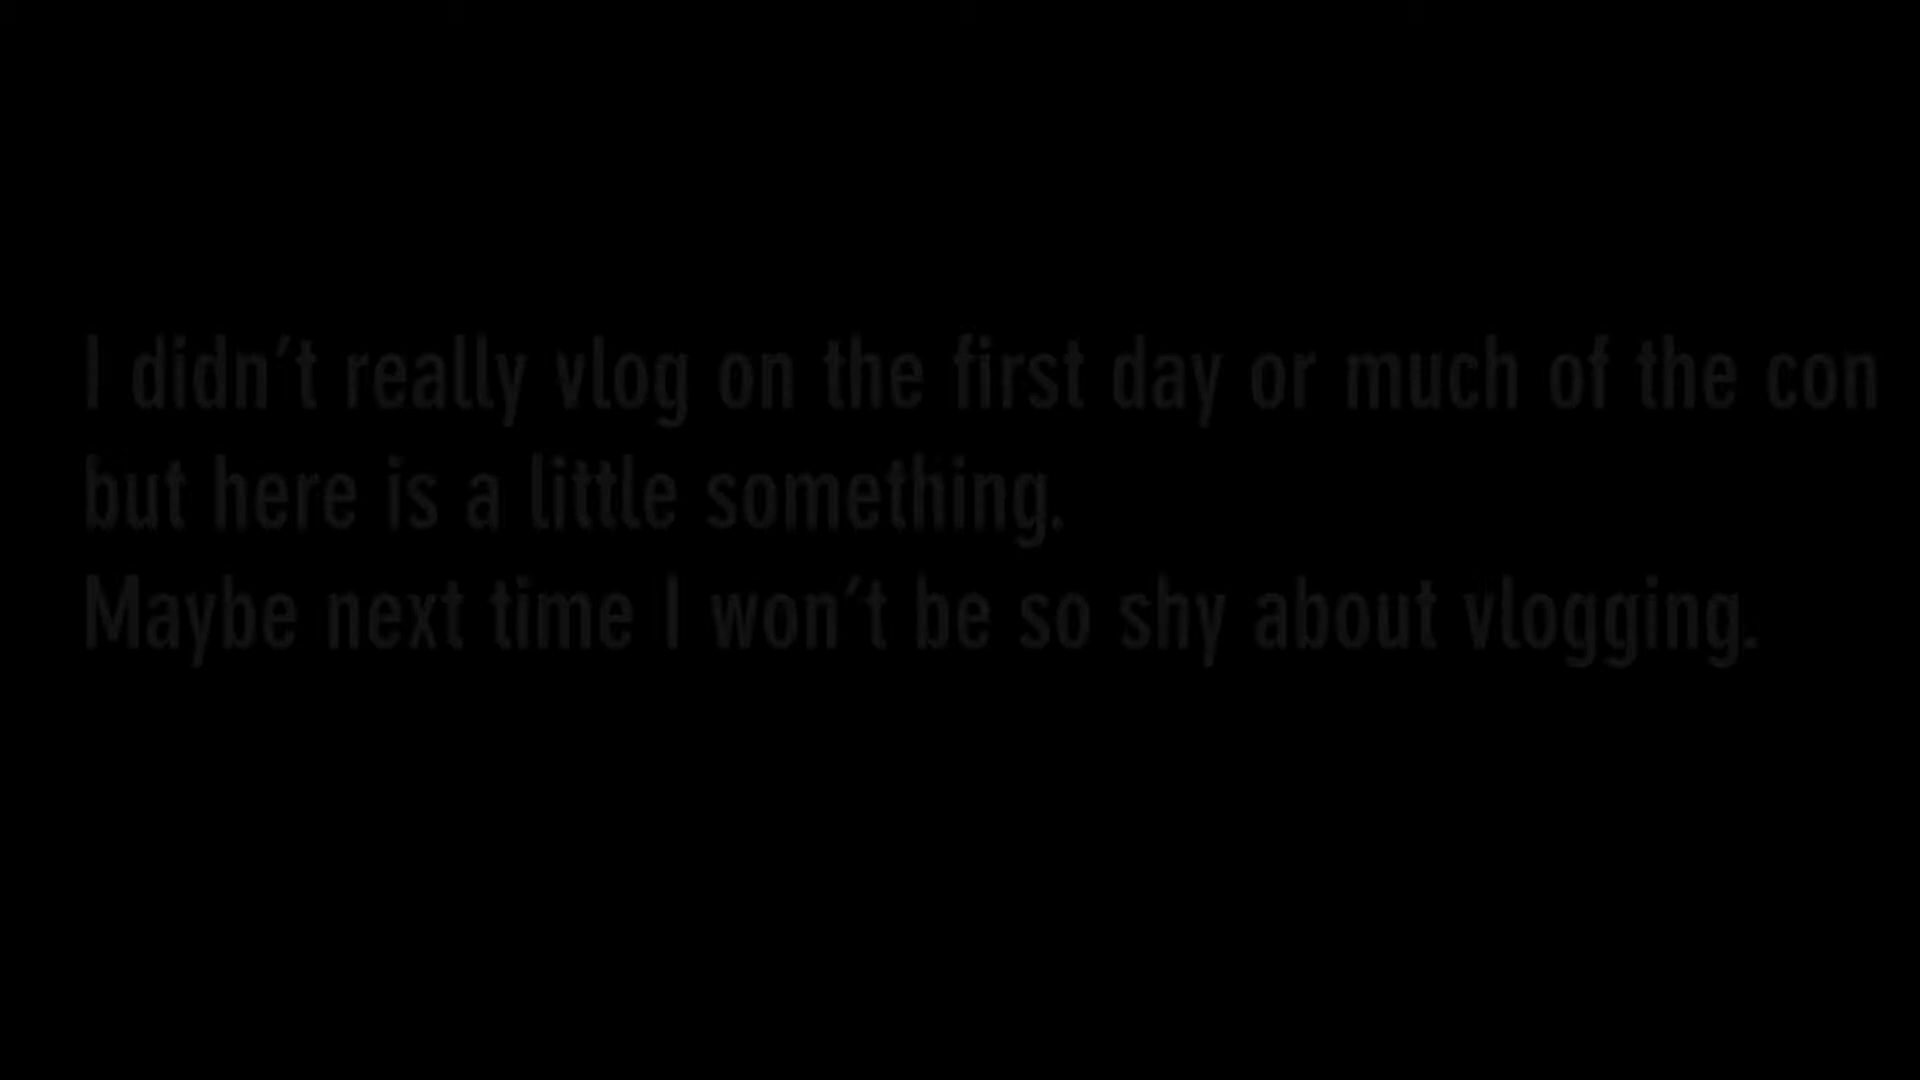 I didn't really vlog on the first day or much of the con
but here is a little something.
Maybe next time I won't be so shy about vlogging.